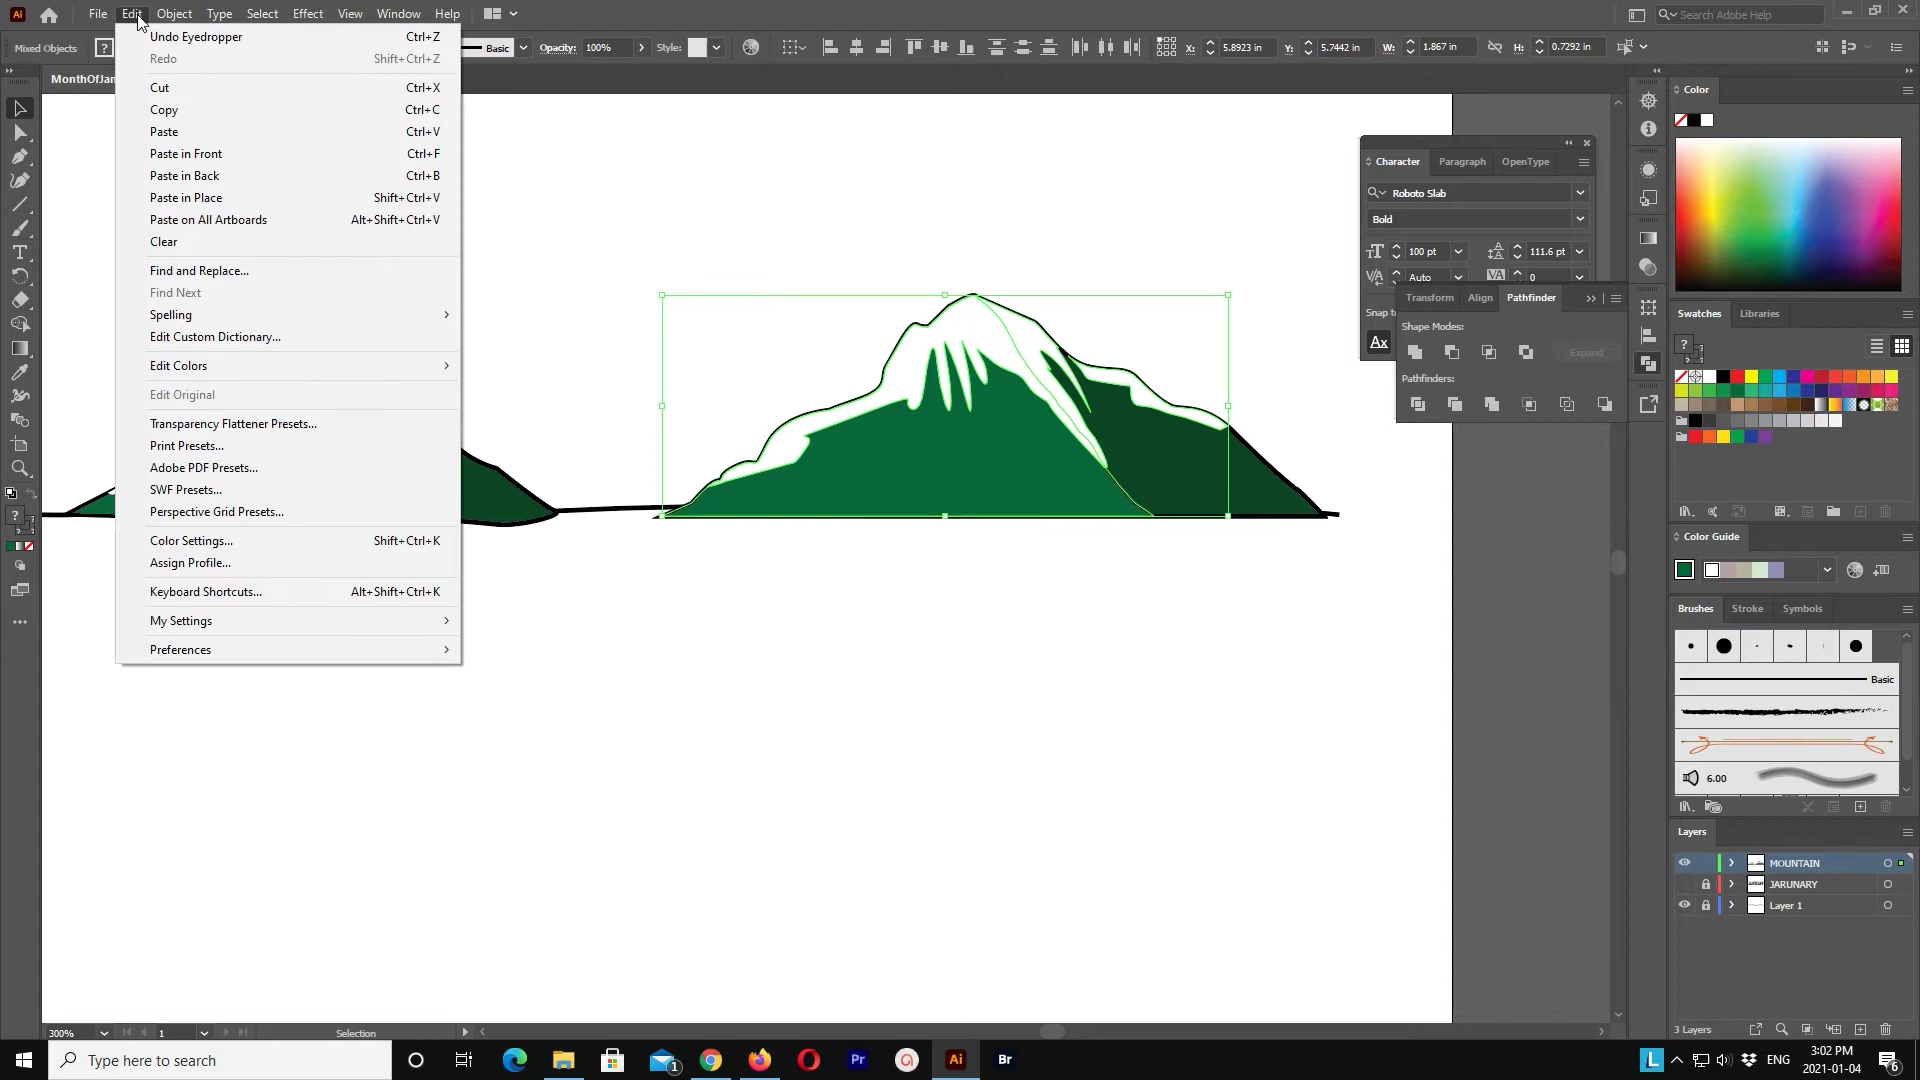 Ai File Edit Object Type Select Effect View Window Help Search Adobe Help
Mixed Objects ? Basic Opacity: 100% Style: X: 5.8923 in Y: 5.7442 in W: 1.867 in H: 0.7292 in
MonthOfJan
Undo Eyedropper Ctrl+Z
Redo Shift+Ctrl+Z
Cut Ctrl+X
Copy Ctrl+C
Paste Ctrl+V
Paste in Front Ctrl+F
Paste in Back Ctrl+B
Paste in Place Shift+Ctrl+V
Paste on All Artboards Alt+Shift+Ctrl+V
Clear
Find and Replace...
Find Next
Spelling
Edit Custom Dictionary...
Edit Colors
Edit Original
Transparency Flattener Presets...
Print Presets...
Adobe PDF Presets...
SWF Presets...
Perspective Grid Presets...
Color Settings... Shift+Ctrl+K
Assign Profile...
Keyboard Shortcuts... Alt+Shift+Ctrl+K
My Settings
Preferences
Character Paragraph OpenType
Roboto Slab
Bold
100 pt 111.6 pt
Auto 0
Snap t
Ax
Transform Align Pathfinder
Shape Modes:
Expand
Pathfinders:
Color
Swatches Libraries
?
Color Guide
Brushes Stroke Symbols
Basic
6.00
Layers
MOUNTAIN
JARUNARY
Layer 1
3 Layers
300% 1 Selection
Type here to search 1 Pr Ai Br L ENG 3:02 PM
2021-01-04 6